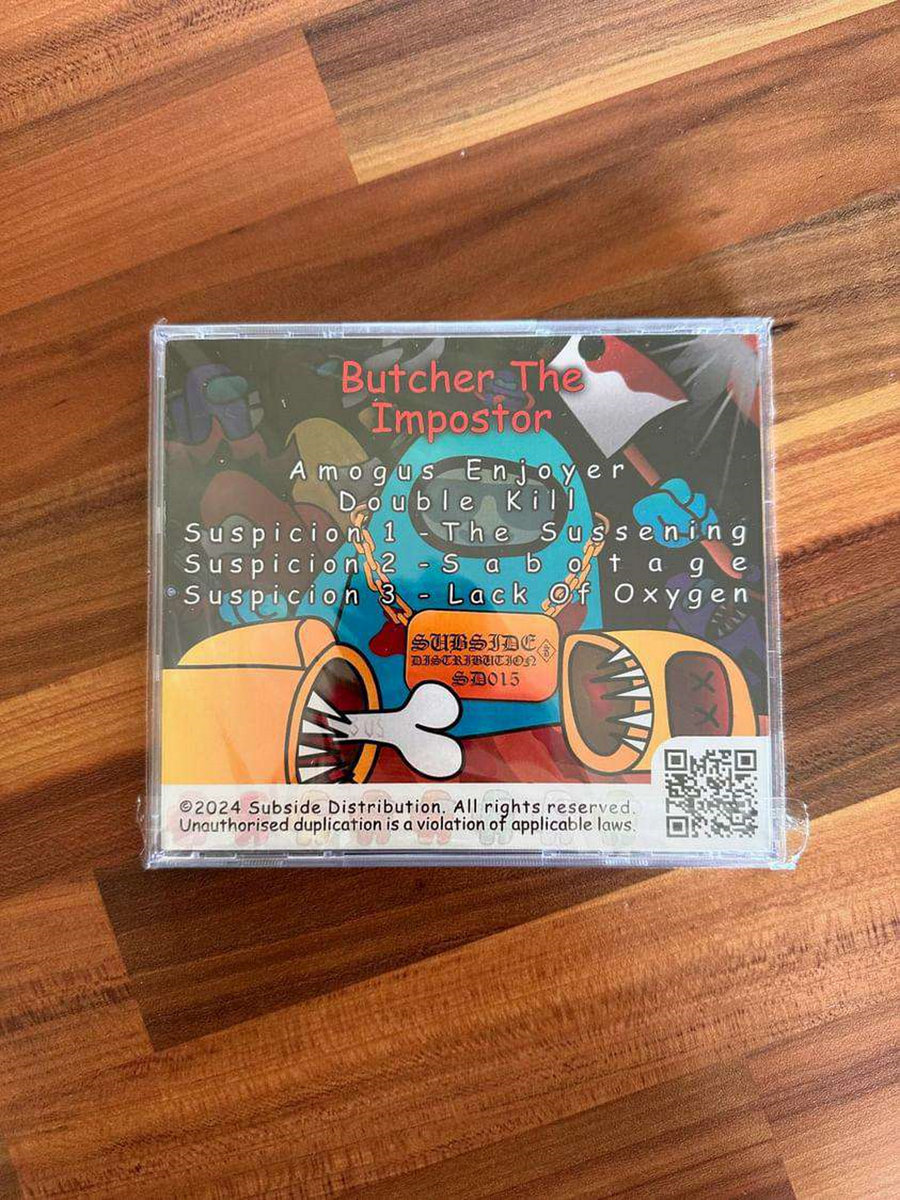 Butcher The
Impostor
Amogus Enjoyer
Double Kill
Suspicion 1 - The Sussening
Suspicion 2 - Sabotage
Suspicion 3 - Lack Of Oxygen
SUBSIDE
DISTRIBUTION
SD015
SUS
©2024 Subside Distribution. All rights reserved.
Unauthorised duplication is a violation of applicable laws.